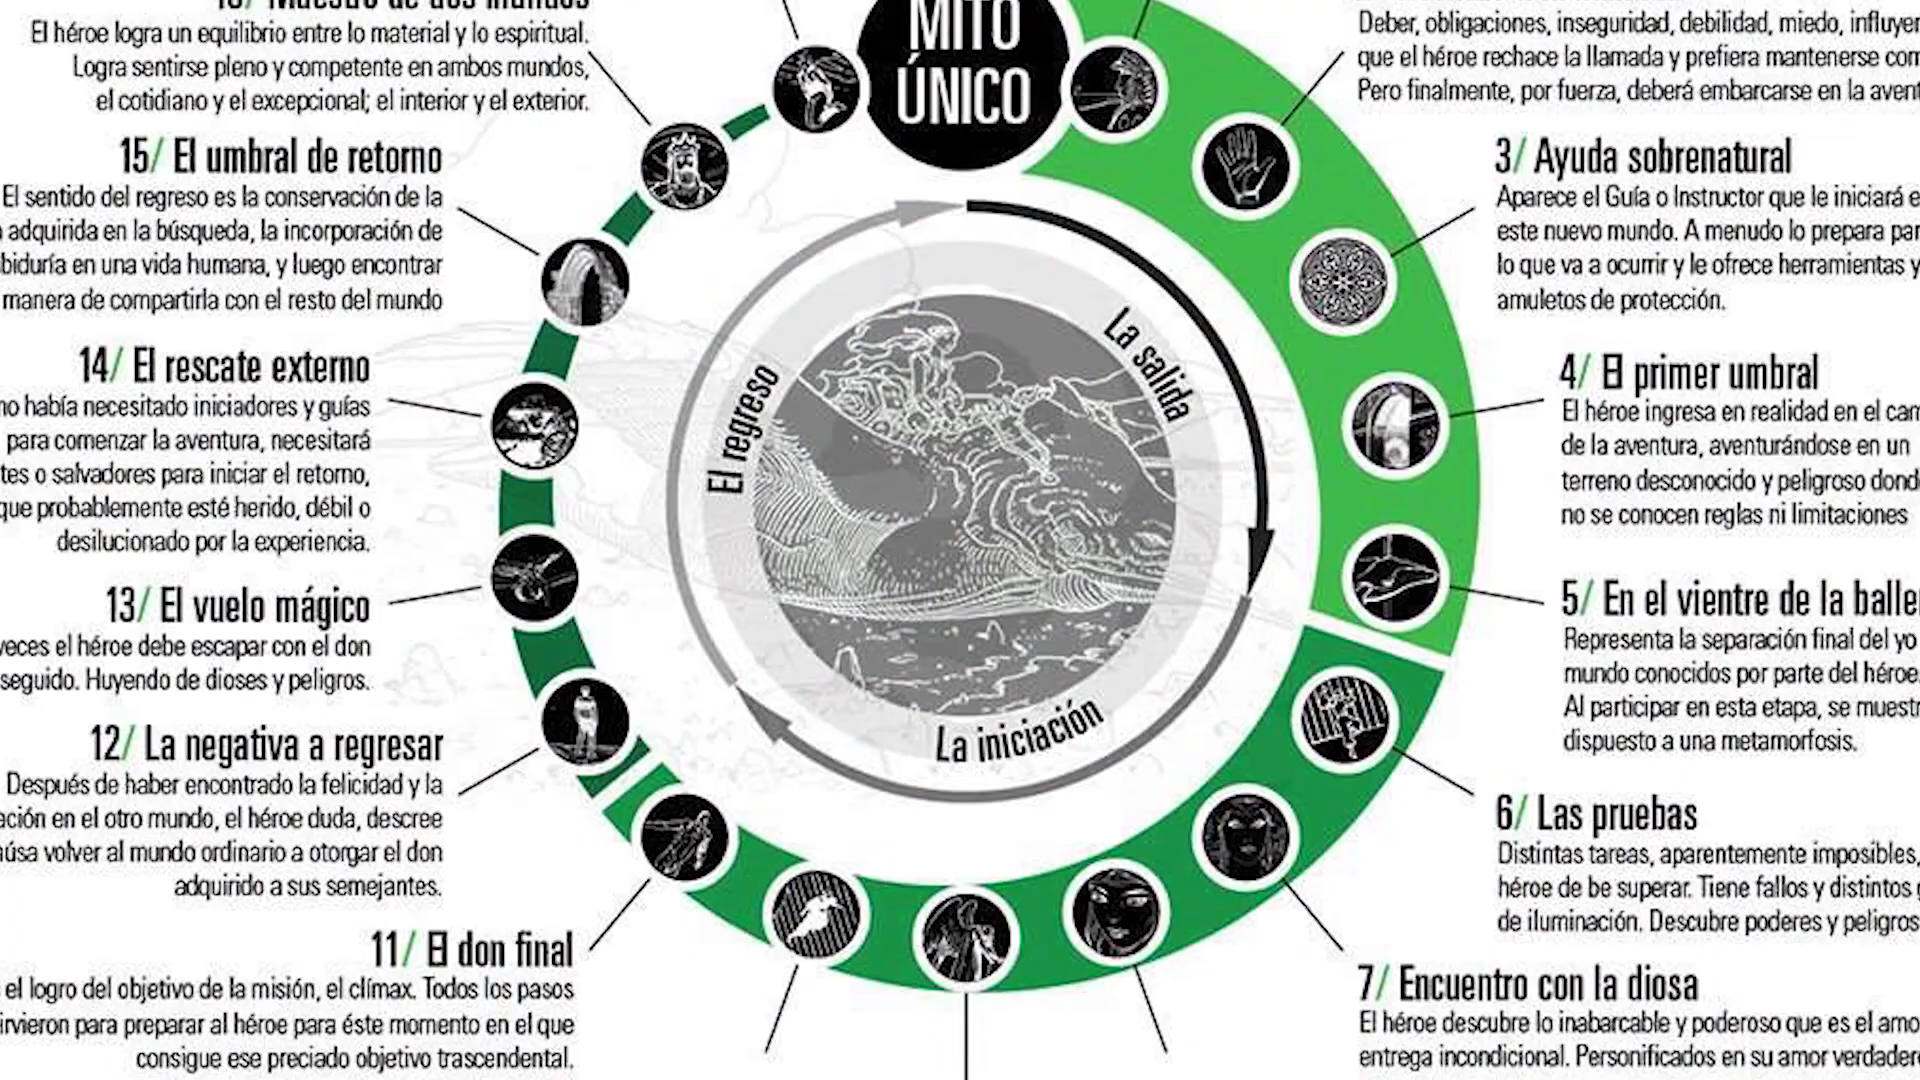 16/ Maestro de dos mundos
El héroe logra un equilibrio entre lo material y lo espiritual.
Logra sentirse pleno y competente en ambos mundos,
el cotidiano y el excepcional; el interior y el exterior.
15/ El umbral de retorno
El sentido del regreso es la conservación de la
adquirida en la búsqueda, la incorporación de
en una vida humana, y luego encontrar
manera de compartirla con el resto del mundo
14/ El rescate externo
había necesitado iniciadores y guías
para comenzar la aventura, necesitará
o salvadores para iniciar el retorno,
que probablemente esté herido, débil o
desilucionado por la experiencia.
13/ El vuelo mágico
veces el héroe debe escapar con el don
Huyendo de dioses y peligros.
12/ La negativa a regresar
Después de haber encontrado la felicidad y la
en el otro mundo, el héroe duda, descree
volver al mundo ordinario a otorgar el don
adquirido a sus semejantes.
11/ El don final
el logro del objetivo de la misión, el clímax. Todos los pasos
para preparar al héroe para éste momento en el que
consigue ese preciado objetivo trascendental.
MITO
ÚNICO
La salida
La iniciación
El regreso
Deber, obligaciones, inseguridad, debilidad, miedo, influyen
que el héroe rechace la llamada y prefiera mantenerse
Pero finalmente, por fuerza, deberá embarcarse en la
3/ Ayuda sobrenatural
Aparece el Guía o Instructor que le iniciará
este nuevo mundo. A menudo lo prepara
lo que va a ocurrir y le ofrece herramientas y
amuletos de protección.
4/ El primer umbral
El héroe ingresa en realidad en el
de la aventura, aventurándose en un
terreno desconocido y peligroso
no se conocen reglas ni limitaciones
5/ En el vientre de la
Representa la separación final del yo
mundo conocidos por parte del héroe.
Al participar en esta etapa, se
dispuesto a una metamorfosis.
6/ Las pruebas
Distintas tareas, aparentemente imposibles,
héroe de be superar. Tiene fallos y distintos
de iluminación. Descubre poderes y peligros
7/ Encuentro con la diosa
El héroe descubre lo inabarcable y poderoso que es el
entrega incondicional. Personificados en su amor